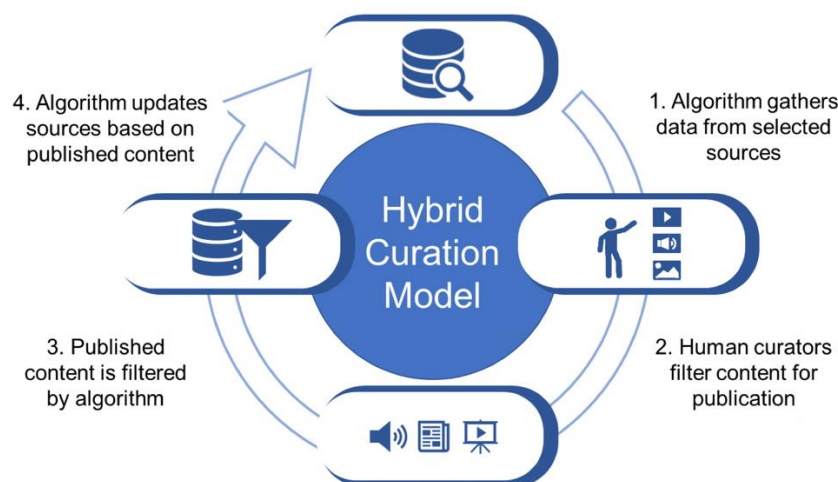 4. Algorithm updates
sources based on
published content
1. Algorithm gathers
data from selected
sources
Hybrid
Curation
Model
3. Published
content is filtered
by algorithm
2. Human curators
filter content for
publication